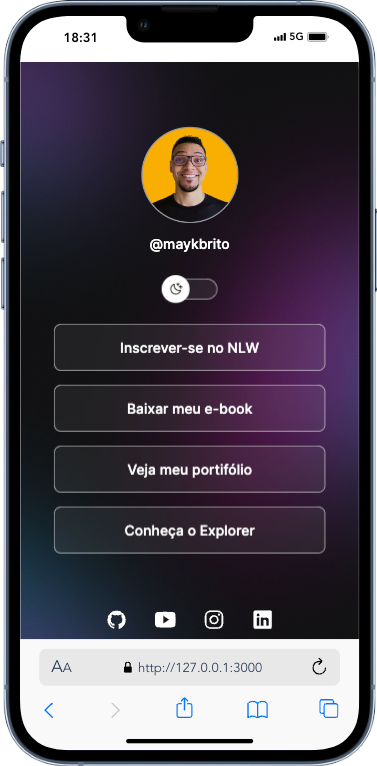 18:31
5G
@maykbrito
Inscrever-se no NLW
Baixar meu e-book
Veja meu portifólio
Conheça o Explorer
in
AA
http://127.0.0.1:3000